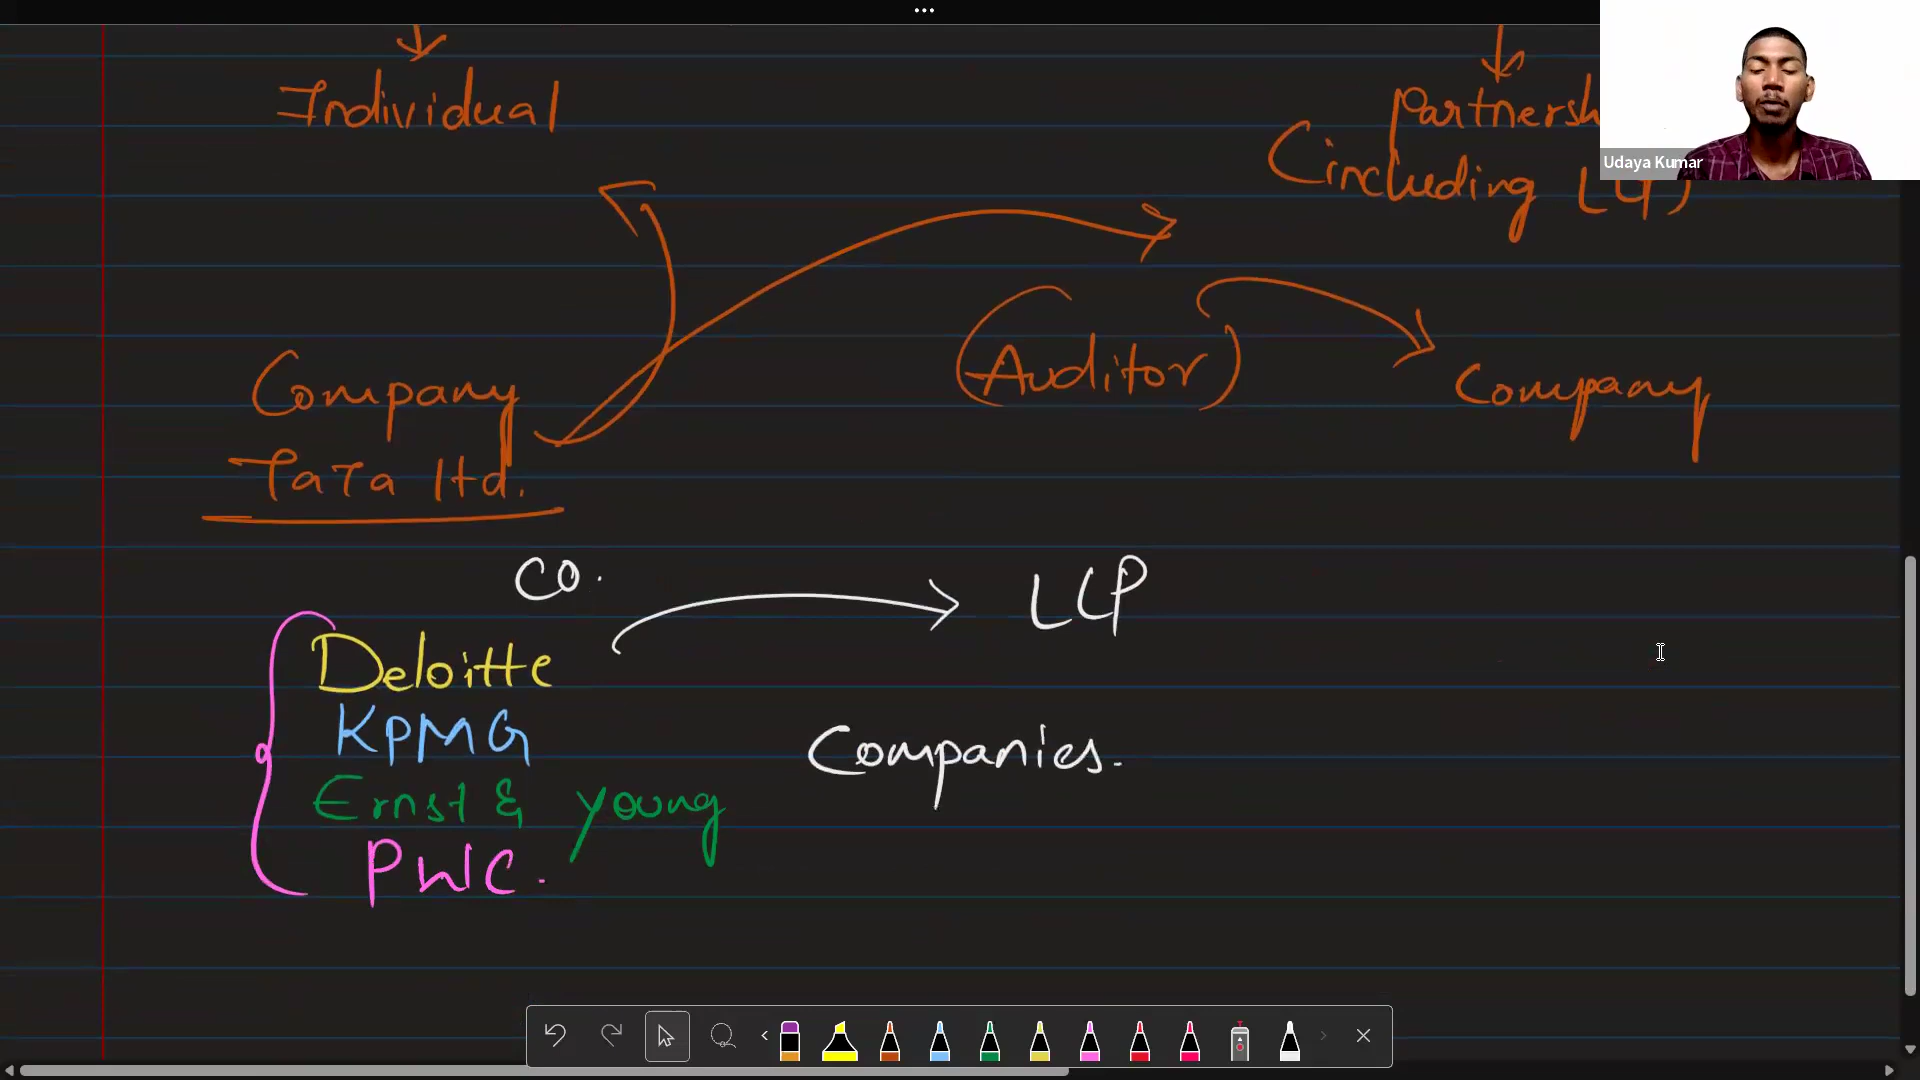 Individual
Partnersh
(including LLP)
Udaya Kumar
(Auditor)
Company
Company
TaTa ltd.
CO.
LLP
Deloitte
KPMG
Companies.
Ernst & young
PWC.